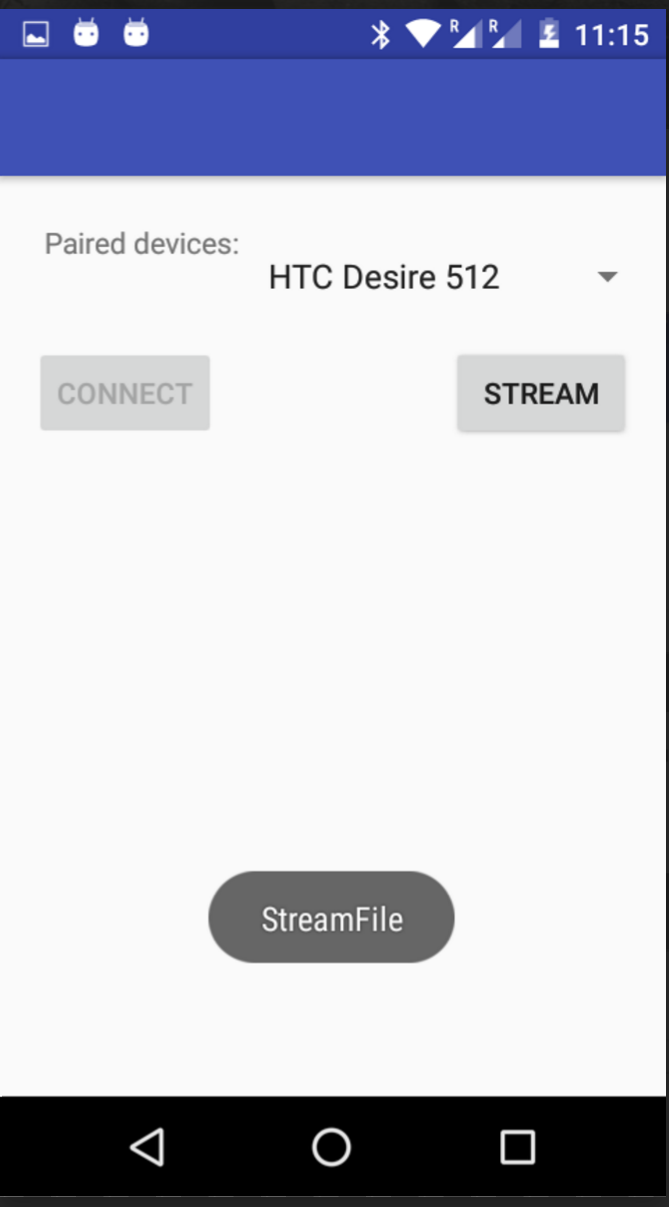 R R 11:15
Paired devices:
HTC Desire 512
CONNECT STREAM
StreamFile